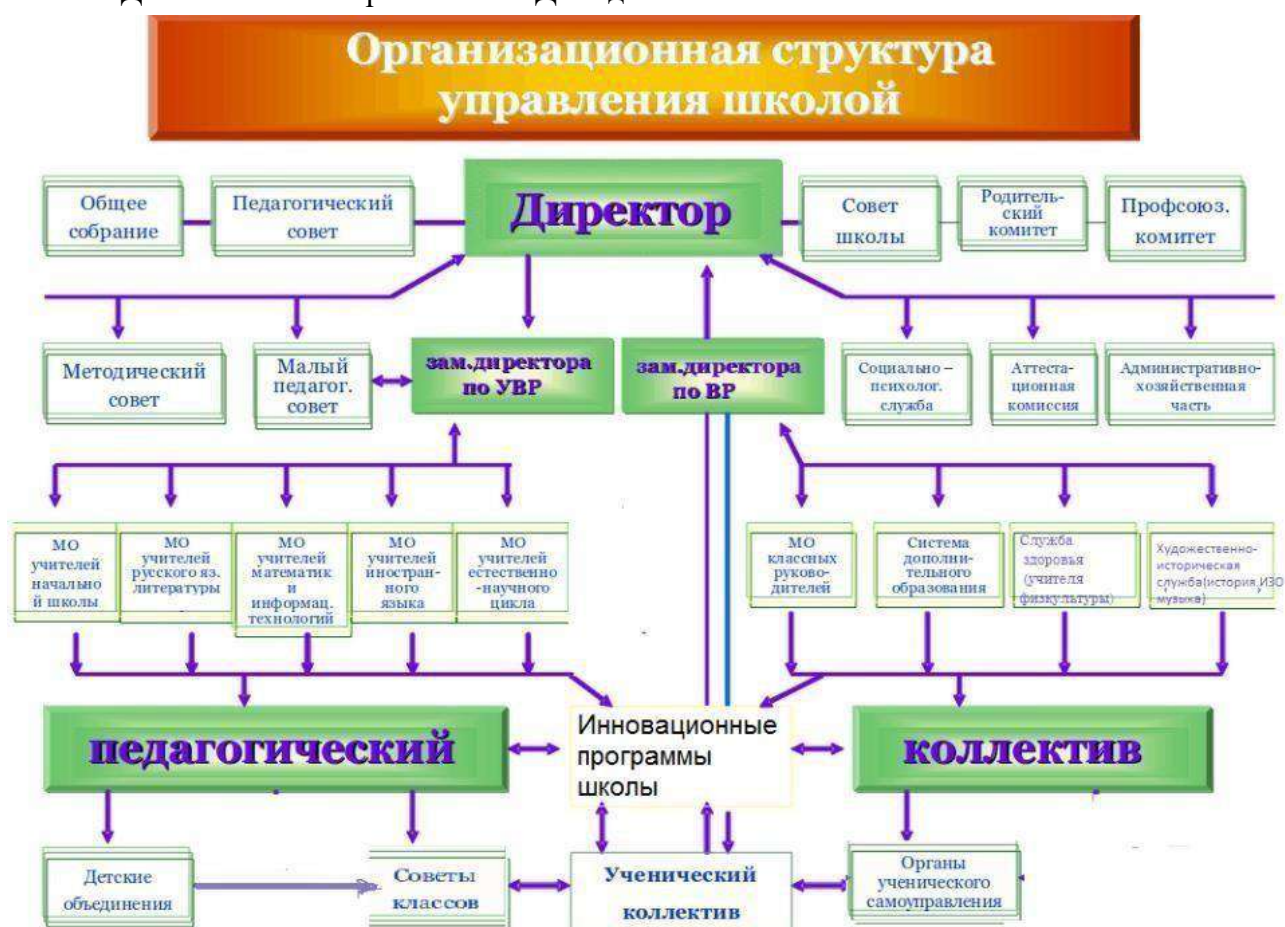 Организационная структура
управления школой
Общее
собрание
Педагогический
совет
Директор
Совет
школы
Родитель-
ский
комитет
Профсоюз.
комитет
Методический
совет
Малый
педагог.
совет
зам.директора
по УВР
зам.директора
по ВР
Социально –
психолог.
служба
Аттеста-
ционная
комиссия
Административно-
хозяйственная
часть
МО
учителей
начально
й школы
МО
учителей
русского яз.
литературы
МО
учителей
математик
и
информац.
технологий
МО
учителей
иностран-
ного
языка
МО
учителей
естественно
-научного
цикла
МО
классных
руково-
дителей
Система
дополни-
тельного
образования
Служба
здоровья
(учителя
физкультуры)
Художественно-
историческая
служба(история,ИЗО
музыка)
педагогический
Инновационные
программы
школы
коллектив
Детские
объединения
Советы
классов
Ученический
коллектив
Органы
ученического
самоуправления